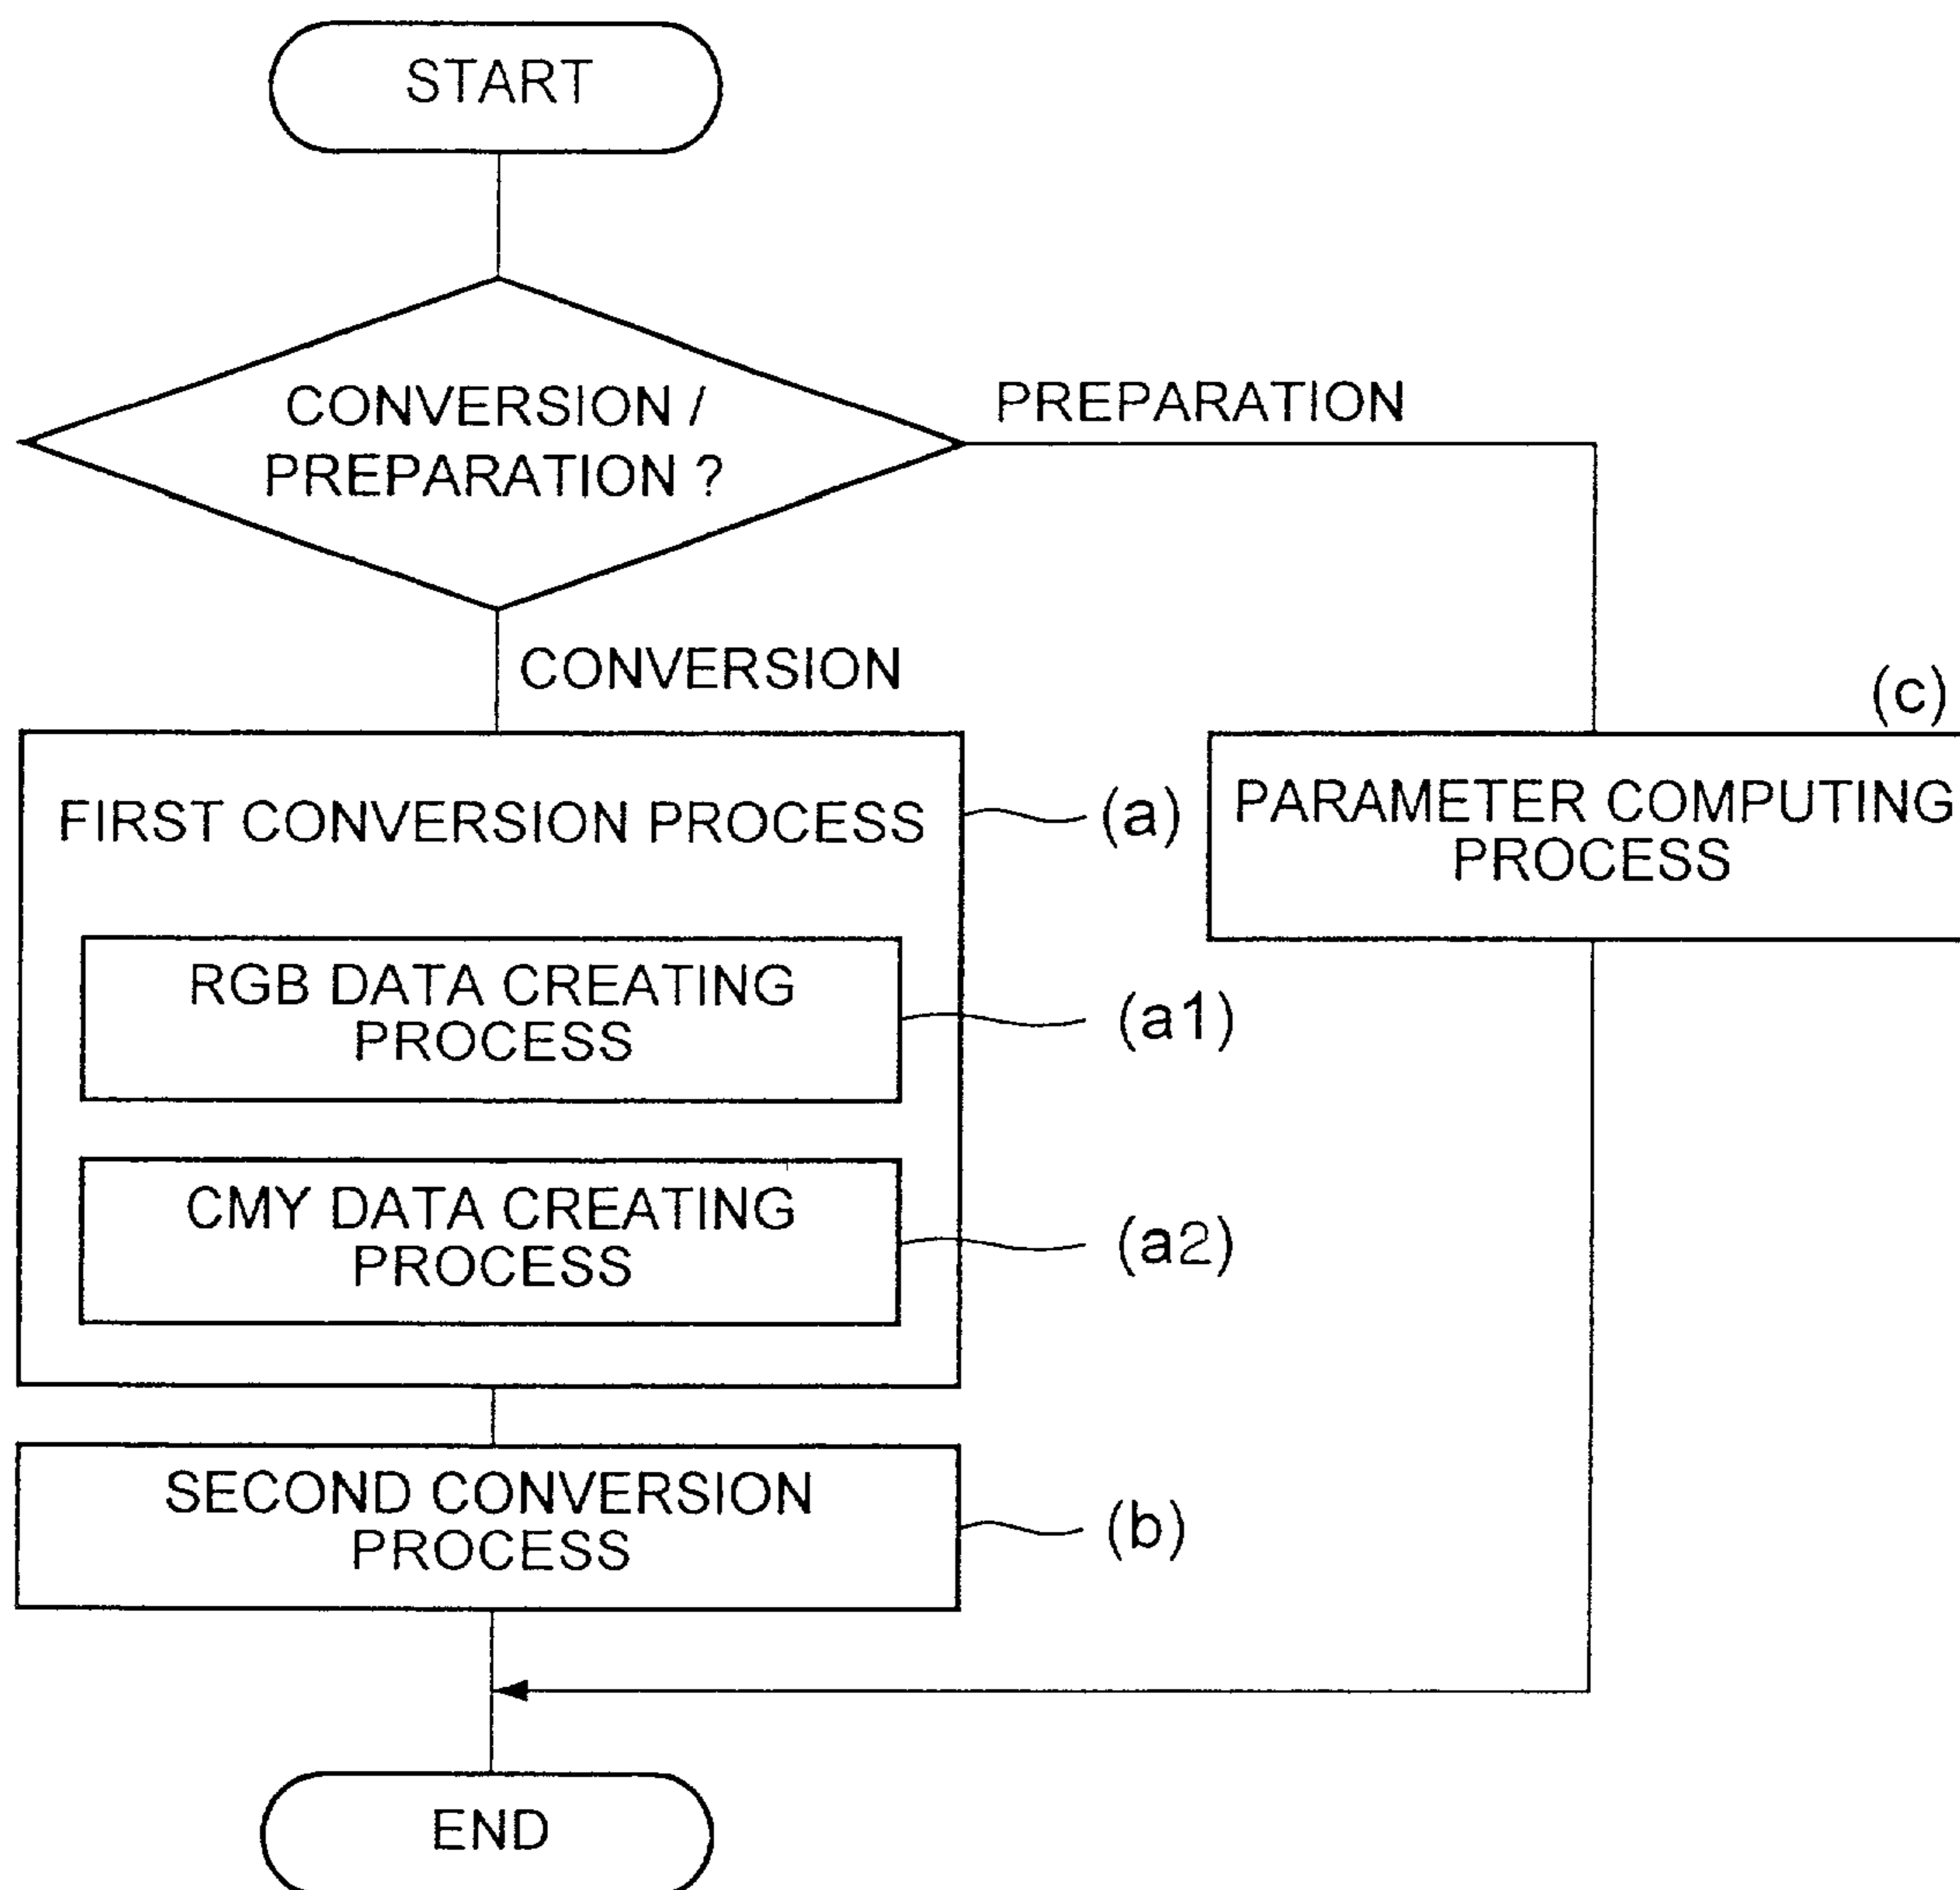 START
CONVERSION /
PREPARATION ?
PREPARATION
CONVERSION
(c)
FIRST CONVERSION PROCESS
(a)
PARAMETER COMPUTING
PROCESS
RGB DATA CREATING
PROCESS
(a1)
CMY DATA CREATING
PROCESS
(a2)
SECOND CONVERSION
PROCESS
(b)
END